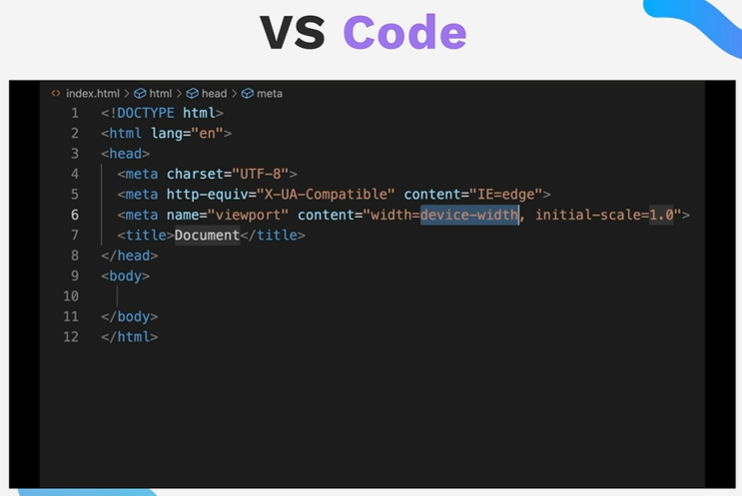 VS Code
index.html > html > head > meta
1 <!DOCTYPE html>
2 <html lang="en">
3 <head>
4 <meta charset="UTF-8">
5 <meta http-equiv="X-UA-Compatible" content="IE=edge">
6 <meta name="viewport" content="width=device-width, initial-scale=1.0">
7 <title>Document</title>
8 </head>
9 <body>
10
11 </body>
12 </html>